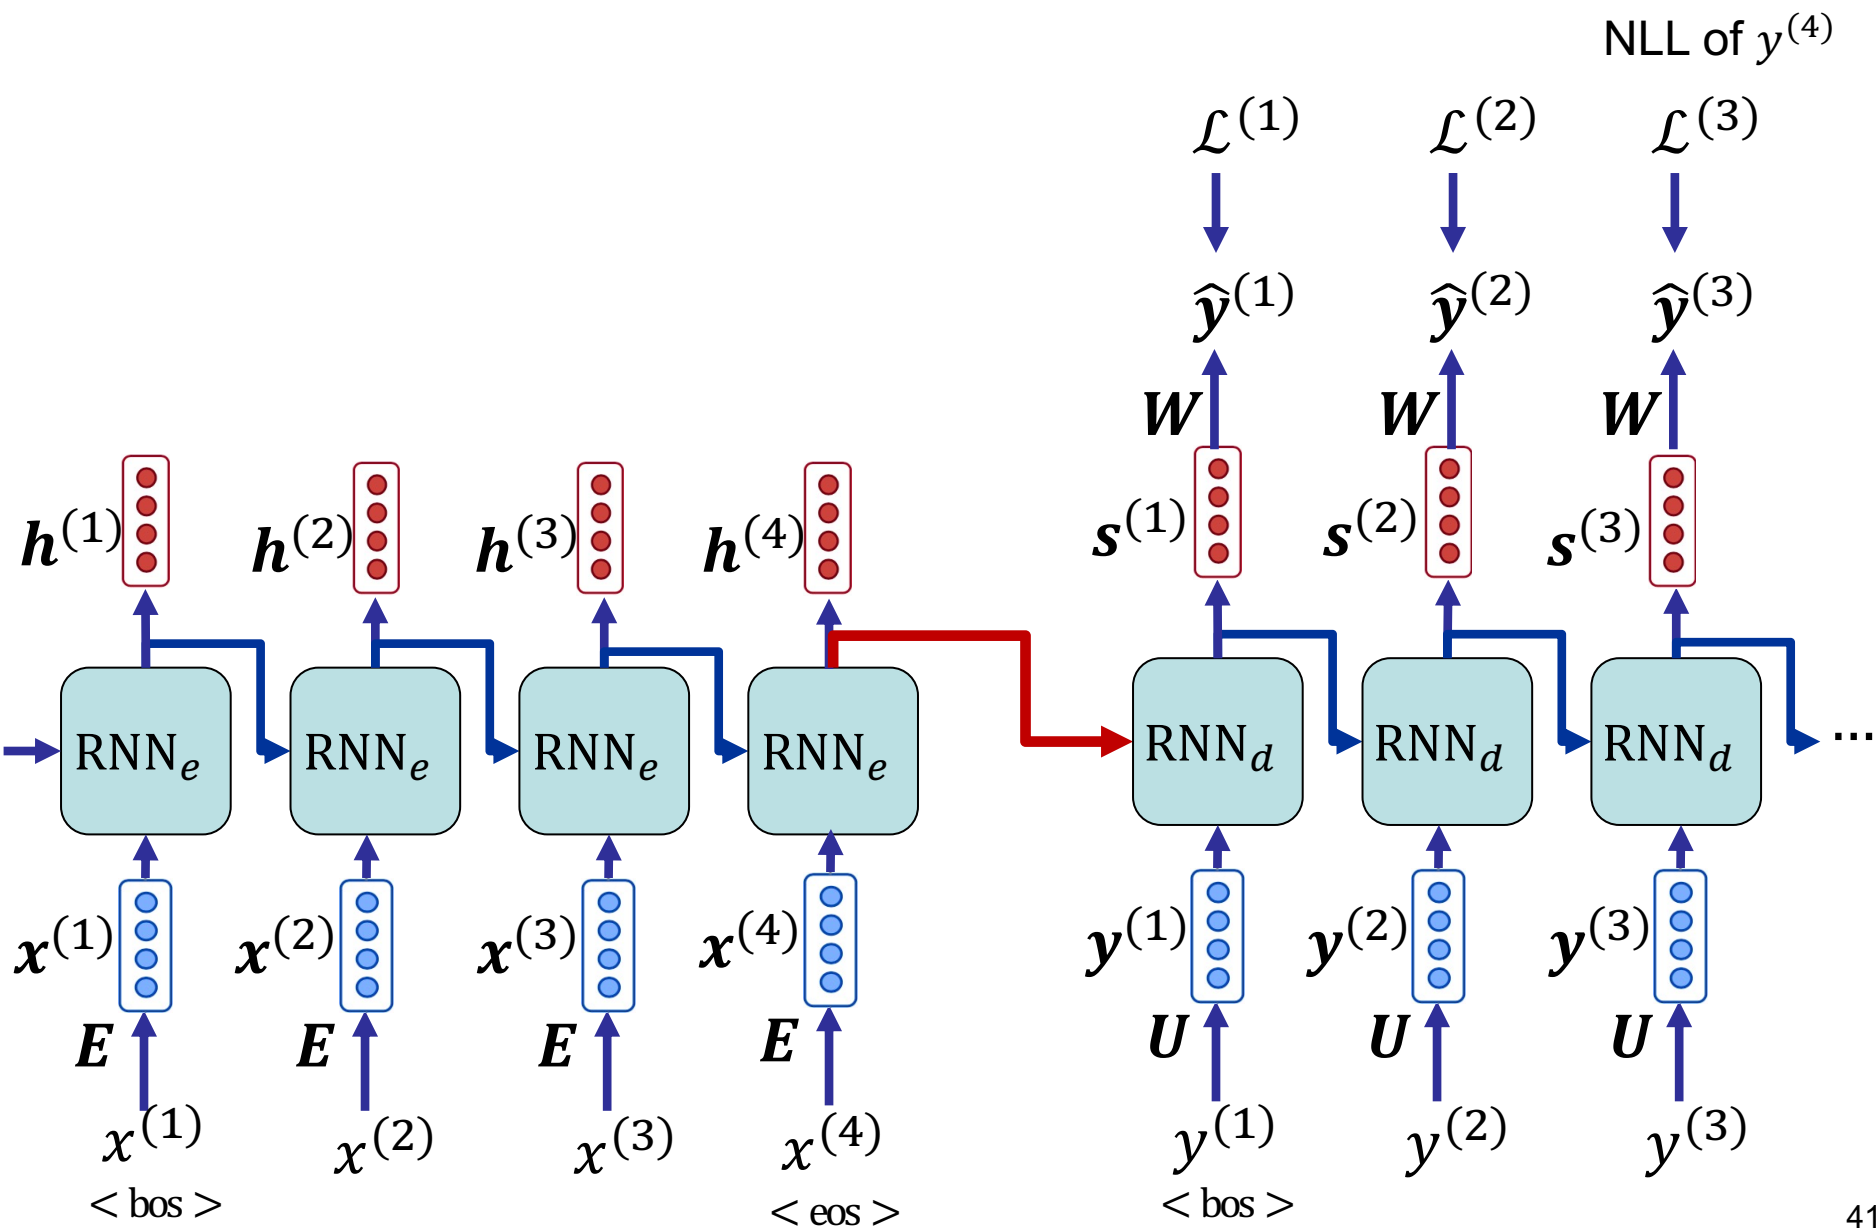 NLL of y^(4)
ℒ^(1) ℒ^(2) ℒ^(3)
ŷ^(1) ŷ^(2) ŷ^(3)
W W W
h^(1) h^(2) h^(3) h^(4) s^(1) s^(2) s^(3)
RNN_e RNN_e RNN_e RNN_e RNN_d RNN_d RNN_d ...
x^(1) x^(2) x^(3) x^(4) y^(1) y^(2) y^(3)
E E E E U U U
x^(1) x^(2) x^(3) x^(4) y^(1) y^(2) y^(3)
< bos > < eos > < bos >
41